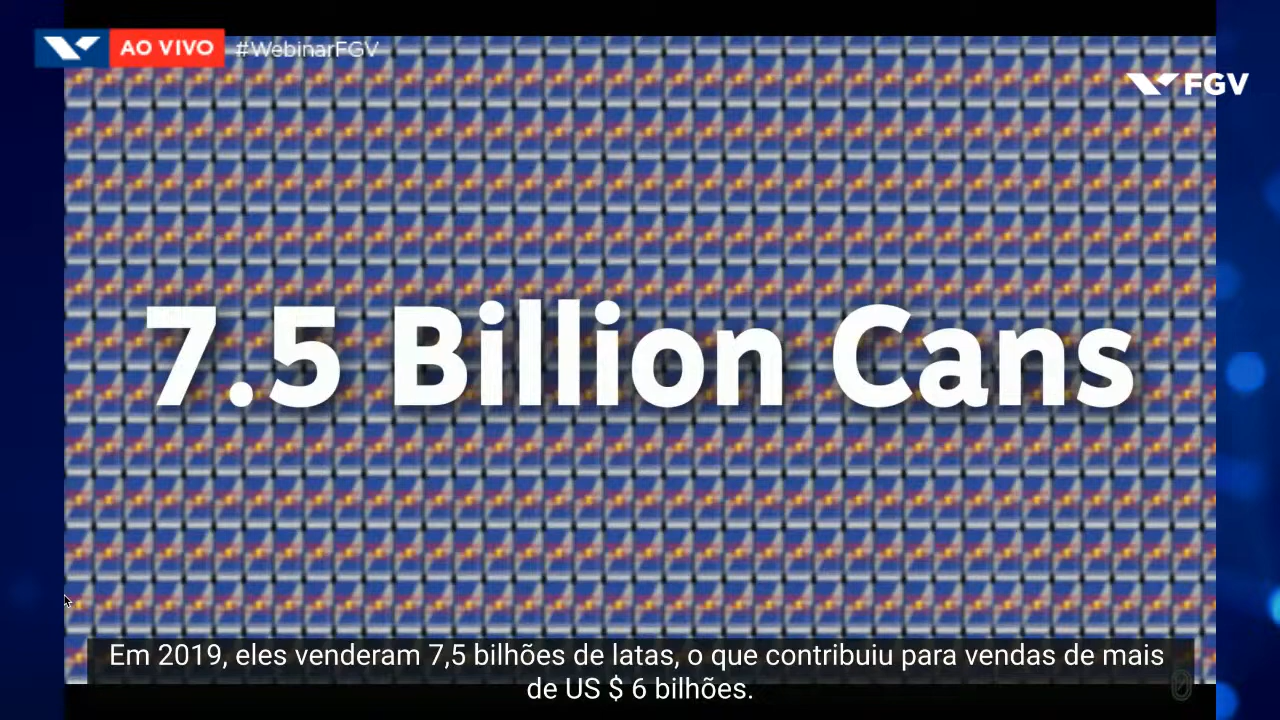 AO VIVO #WebinarFGV
FGV
7.5 Billion Cans
Em 2019, eles venderam 7,5 bilhões de latas, o que contribuiu para vendas de mais
de US $ 6 bilhões.